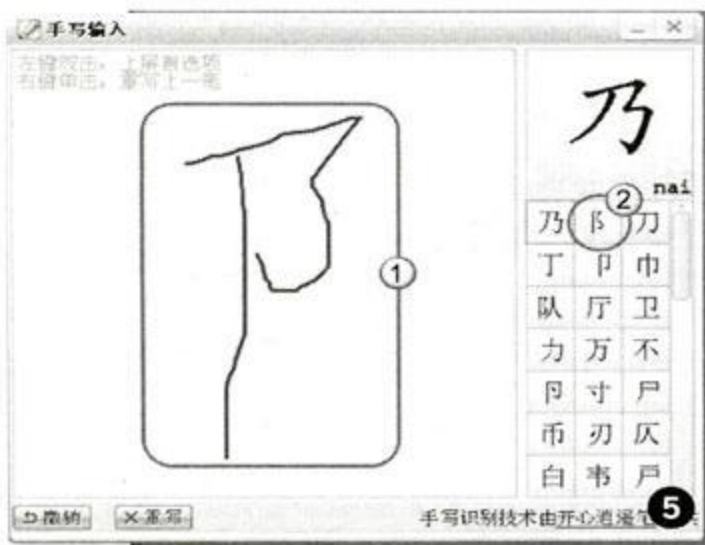 手写输入
左键双击，上屏首选项
右键单击，重写上一笔
乃
nai
①
②
乃 阝 刀
丁 卩 巾
队 厅 卫
力 万 不
尸
寸
币 刃 仄
白 韦 戸
撤销 重写
手写识别技术由开心逍遥笔
5